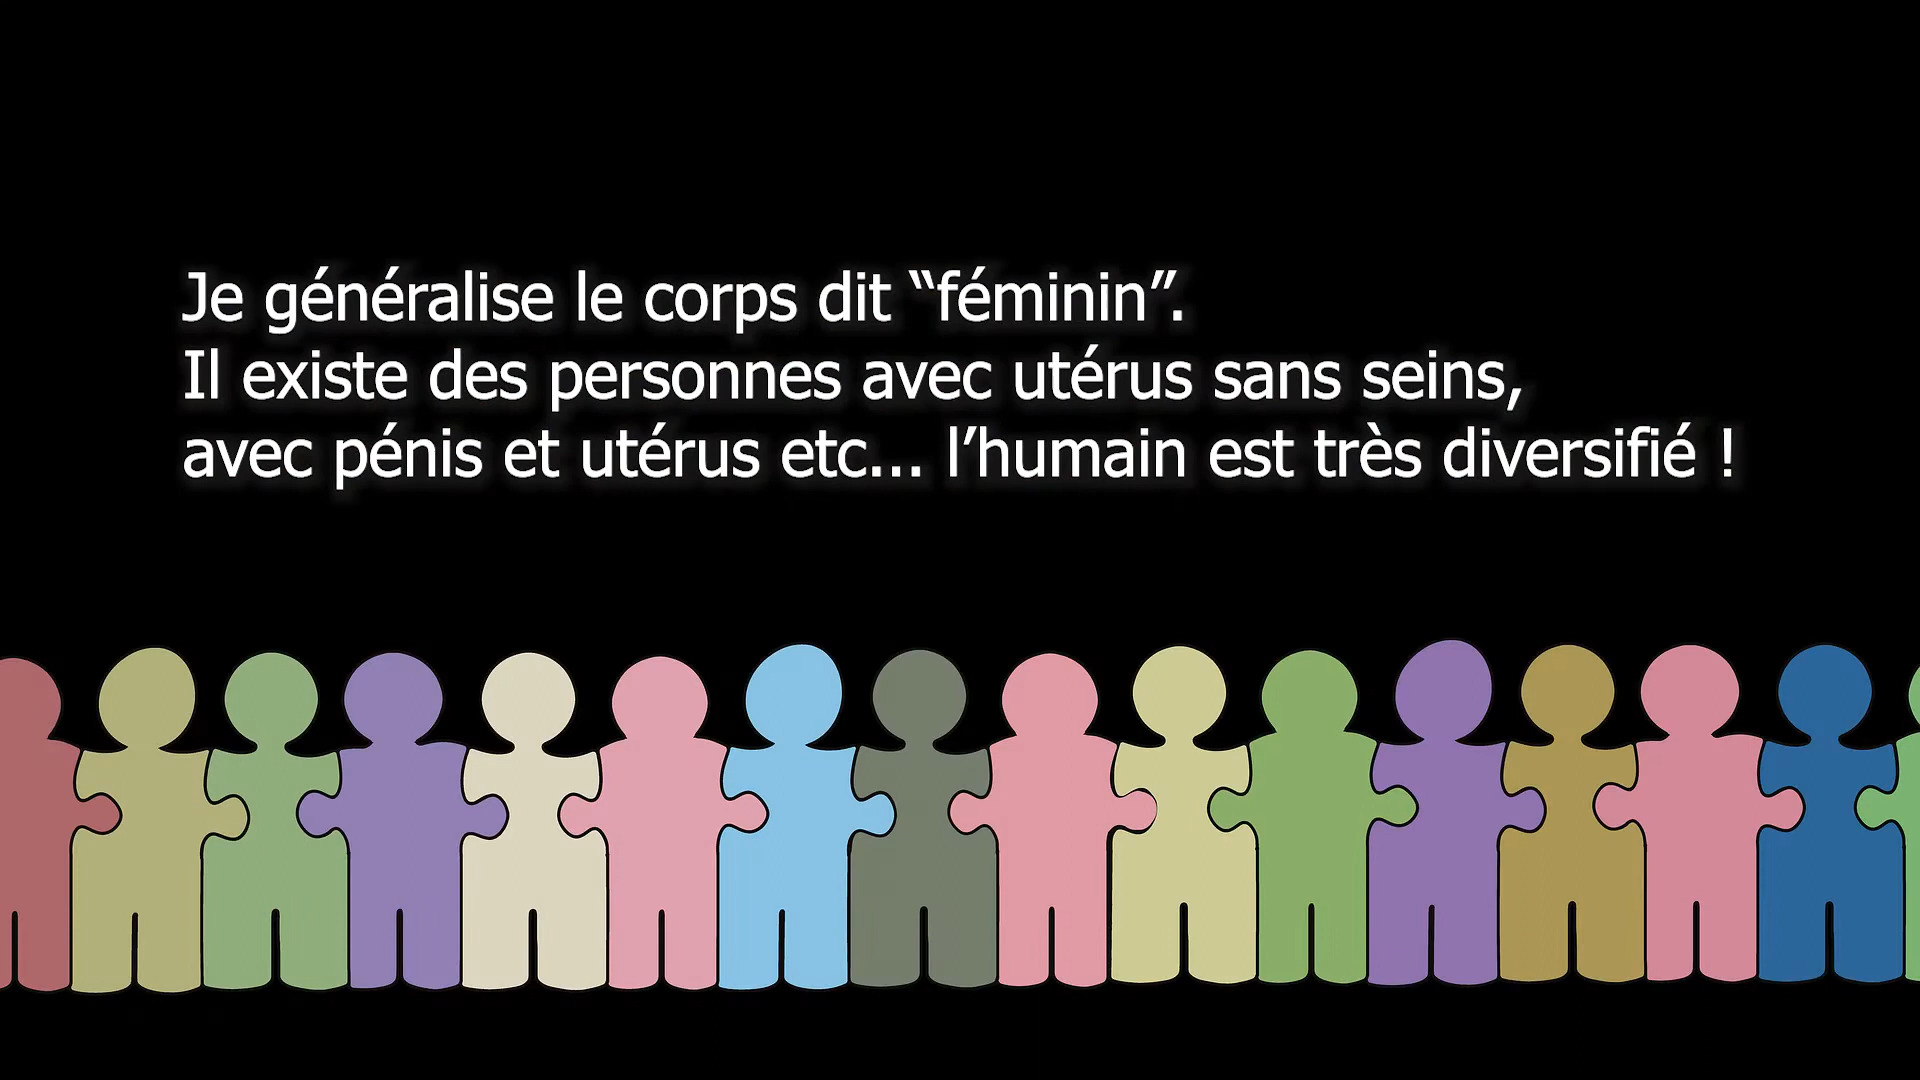 Je généralise le corps dit “féminin”.
Il existe des personnes avec utérus sans seins,
avec pénis et utérus etc... l’humain est très diversifié !